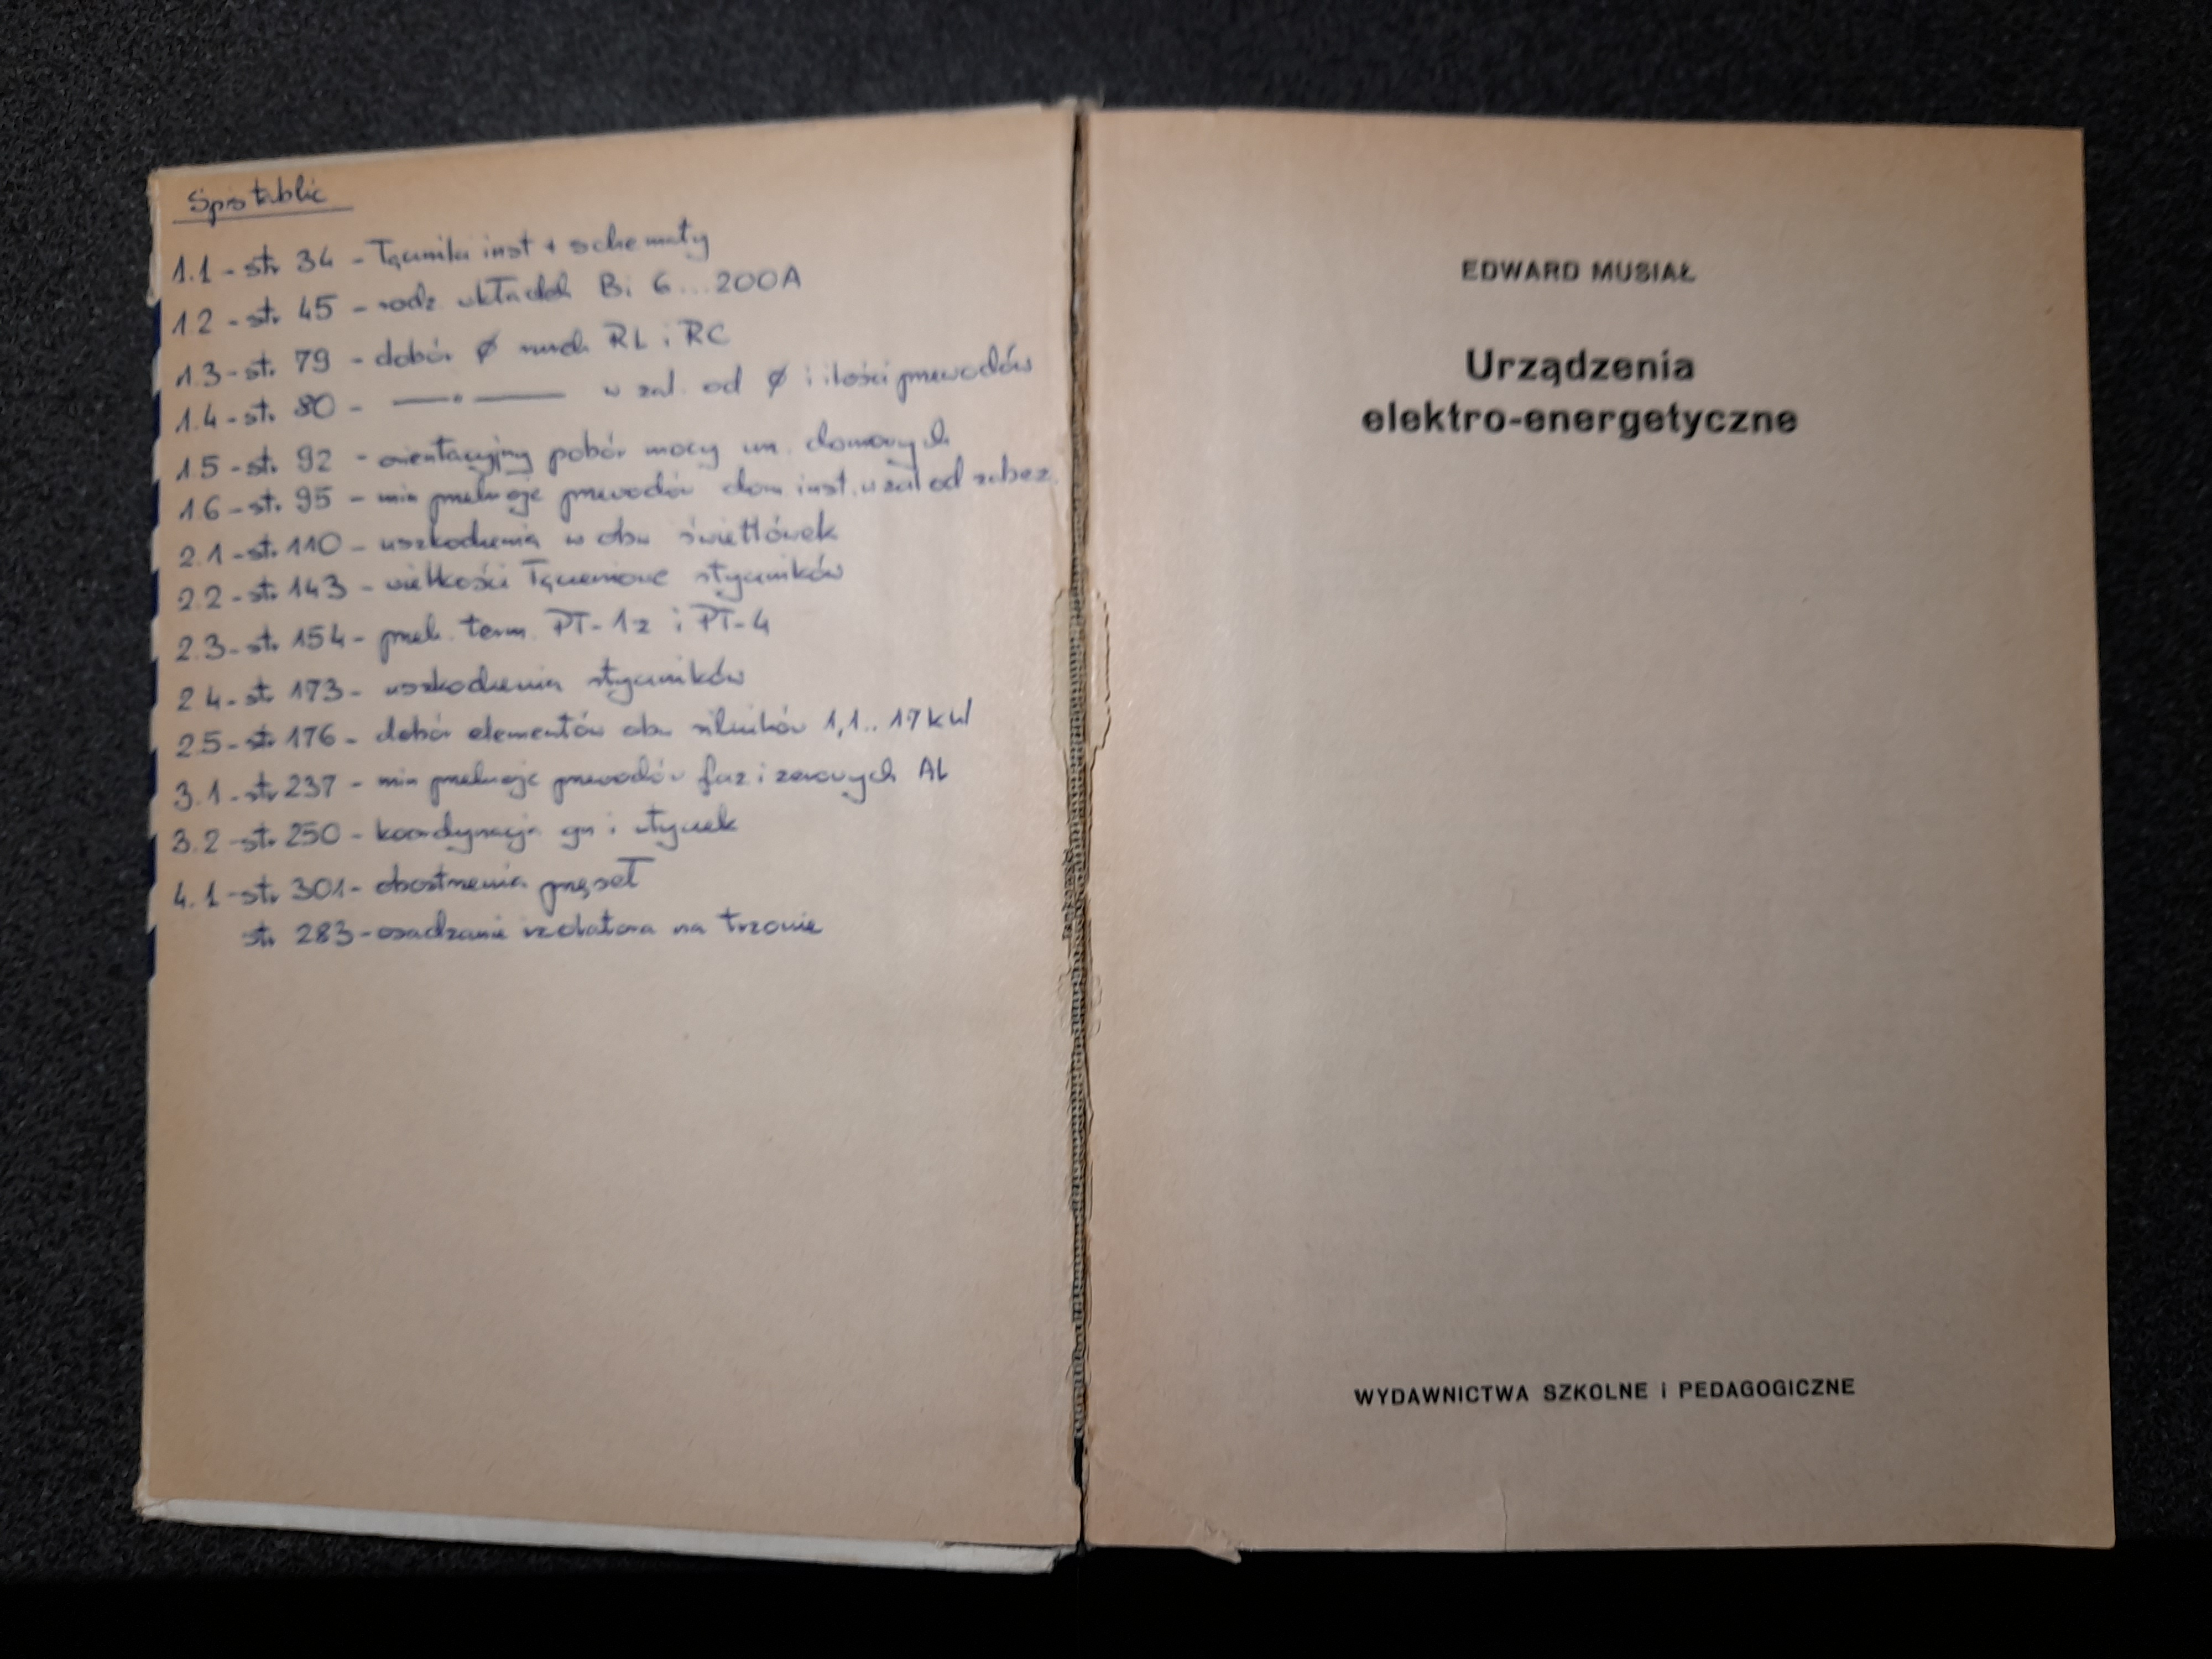 Spis tablic
1.1 - str 34 - Łączniki inst + schematy
1.2 - str. 45 - rodz. wkładek Bi 6...200A
1.3 - str. 79 - dobór ø rurek RL i RC
1.4 - str. 80 - —— " —— w zal. od ø i ilości przewodów
1.5 - str. 92 - orientacyjny pobór mocy urz. domowych
1.6 - str. 95 - min przekroje przewodów dom inst. w zal od zabez.
2.1 - str. 110 - uszkodzenia w obw świetlówek
2.2 - str. 143 - wielkości łączeniowe styczników
2.3 - str. 154 - przek. term. PT-1z i PT-4
2.4 - str 173 - uszkodzenia styczników
2.5 - str 176 - dobór elementów obw silników 1,1..17kW
3.1 - str 237 - min przekroje przewodów faz i zerowych AL
3.2 - str. 250 - koordynacja gn i wtyczek
4.1 - str 301 - obostrzenia przęseł
str 283 - osadzanie izolatora na trzonie
EDWARD MUSIAŁ
Urządzenia
elektro-energetyczne
WYDAWNICTWA SZKOLNE I PEDAGOGICZNE